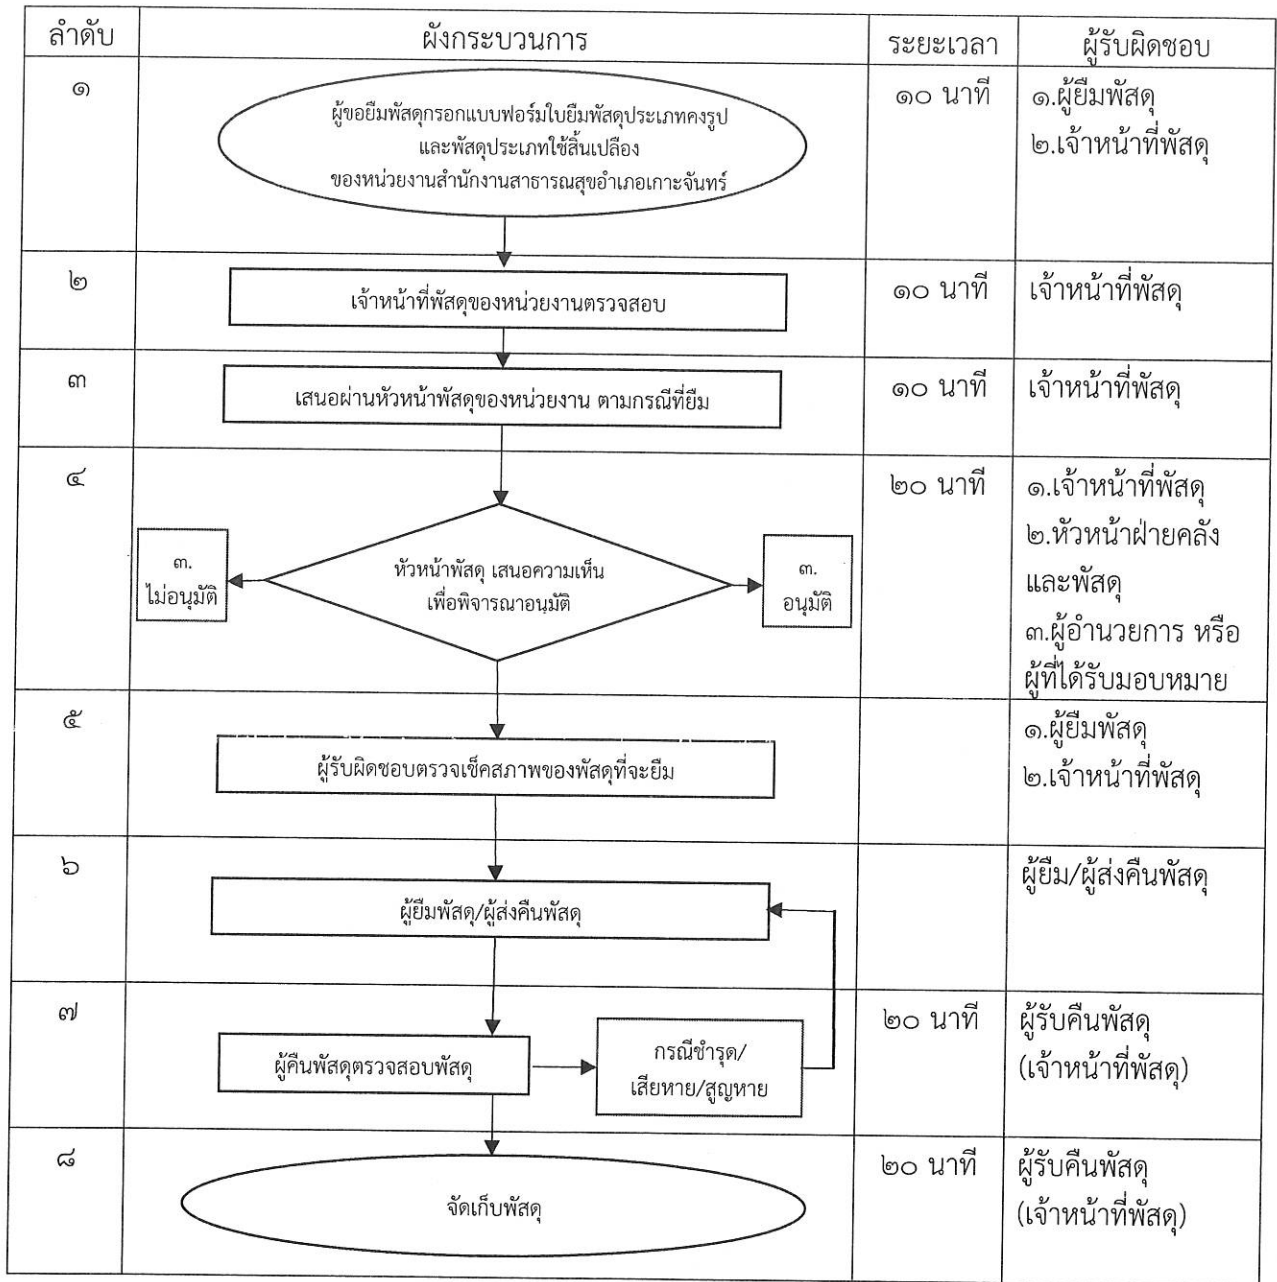 ลำดับ ผังกระบวนการ ระยะเวลา ผู้รับผิดชอบ
๑
ผู้ขอยืมพัสดุกรอกแบบฟอร์มใบยืมพัสดุประเภทคงรูป
และพัสดุประเภทใช้สิ้นเปลือง
ของหน่วยงานสำนักงานสาธารณสุขอำเภอเกาะจันทร์
๑๐ นาที
๑.ผู้ยืมพัสดุ
๒.เจ้าหน้าที่พัสดุ
๒
เจ้าหน้าที่พัสดุของหน่วยงานตรวจสอบ
๑๐ นาที
เจ้าหน้าที่พัสดุ
๓
เสนอผ่านหัวหน้าพัสดุของหน่วยงาน ตามกรณีที่ยืม
๑๐ นาที
เจ้าหน้าที่พัสดุ
๔
๓.
ไม่อนุมัติ
หัวหน้าพัสดุ เสนอความเห็น
เพื่อพิจารณาอนุมัติ
๓.
อนุมัติ
๒๐ นาที
๑.เจ้าหน้าที่พัสดุ
๒.หัวหน้าฝ่ายคลัง
และพัสดุ
๓.ผู้อำนวยการ หรือ
ผู้ที่ได้รับมอบหมาย
๕
ผู้รับผิดชอบตรวจเช็คสภาพของพัสดุที่จะยืม
๑.ผู้ยืมพัสดุ
๒.เจ้าหน้าที่พัสดุ
๖
ผู้ยืมพัสดุ/ผู้ส่งคืนพัสดุ
ผู้ยืม/ผู้ส่งคืนพัสดุ
๗
ผู้คืนพัสดุตรวจสอบพัสดุ
กรณีชำรุด/
เสียหาย/สูญหาย
๒๐ นาที
ผู้รับคืนพัสดุ
(เจ้าหน้าที่พัสดุ)
๘
จัดเก็บพัสดุ
๒๐ นาที
ผู้รับคืนพัสดุ
(เจ้าหน้าที่พัสดุ)